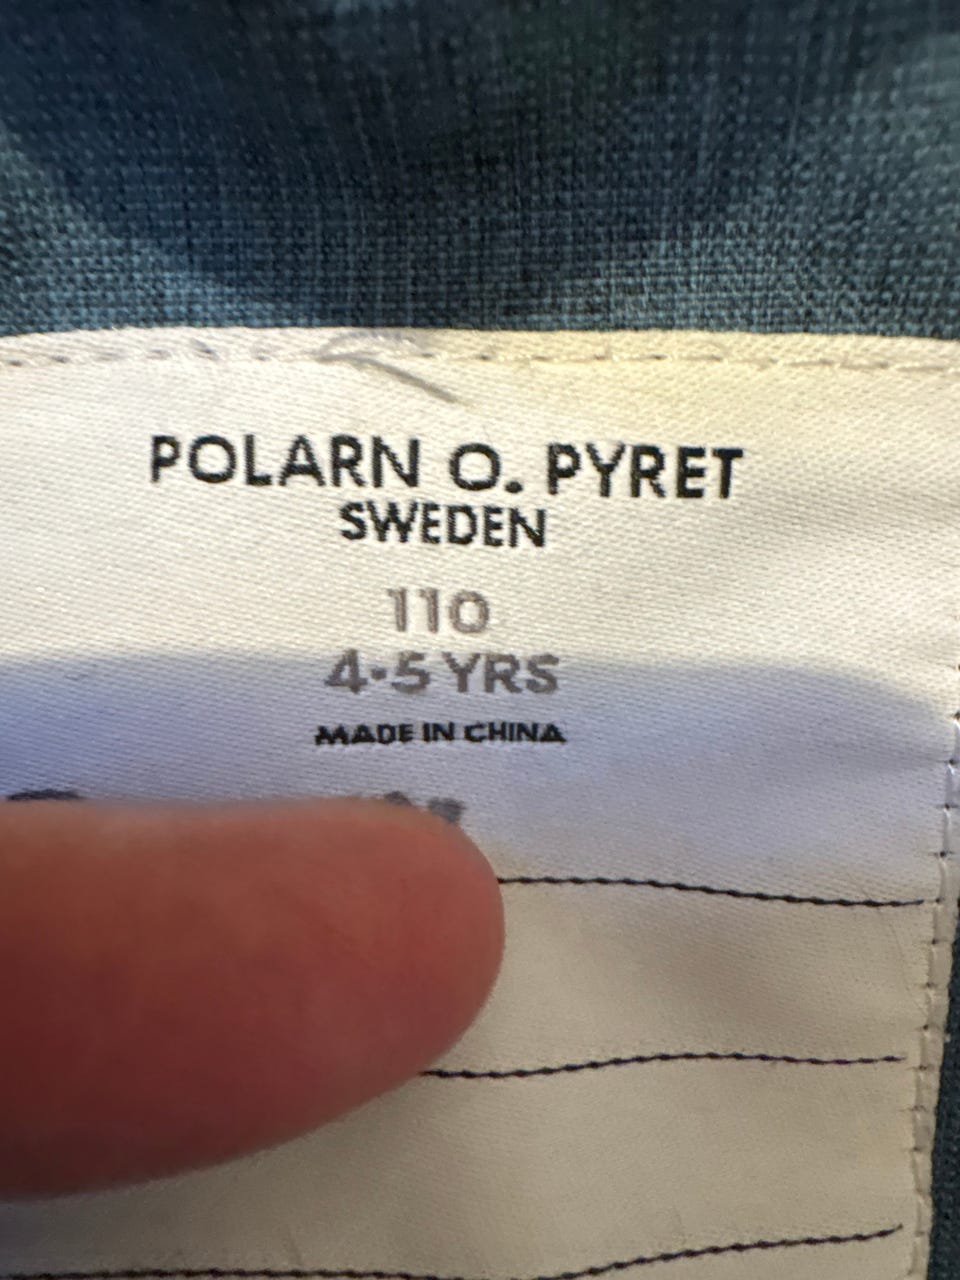 POLARN O. PYRET
SWEDEN
110
4-5 YRS
MADE IN CHINA